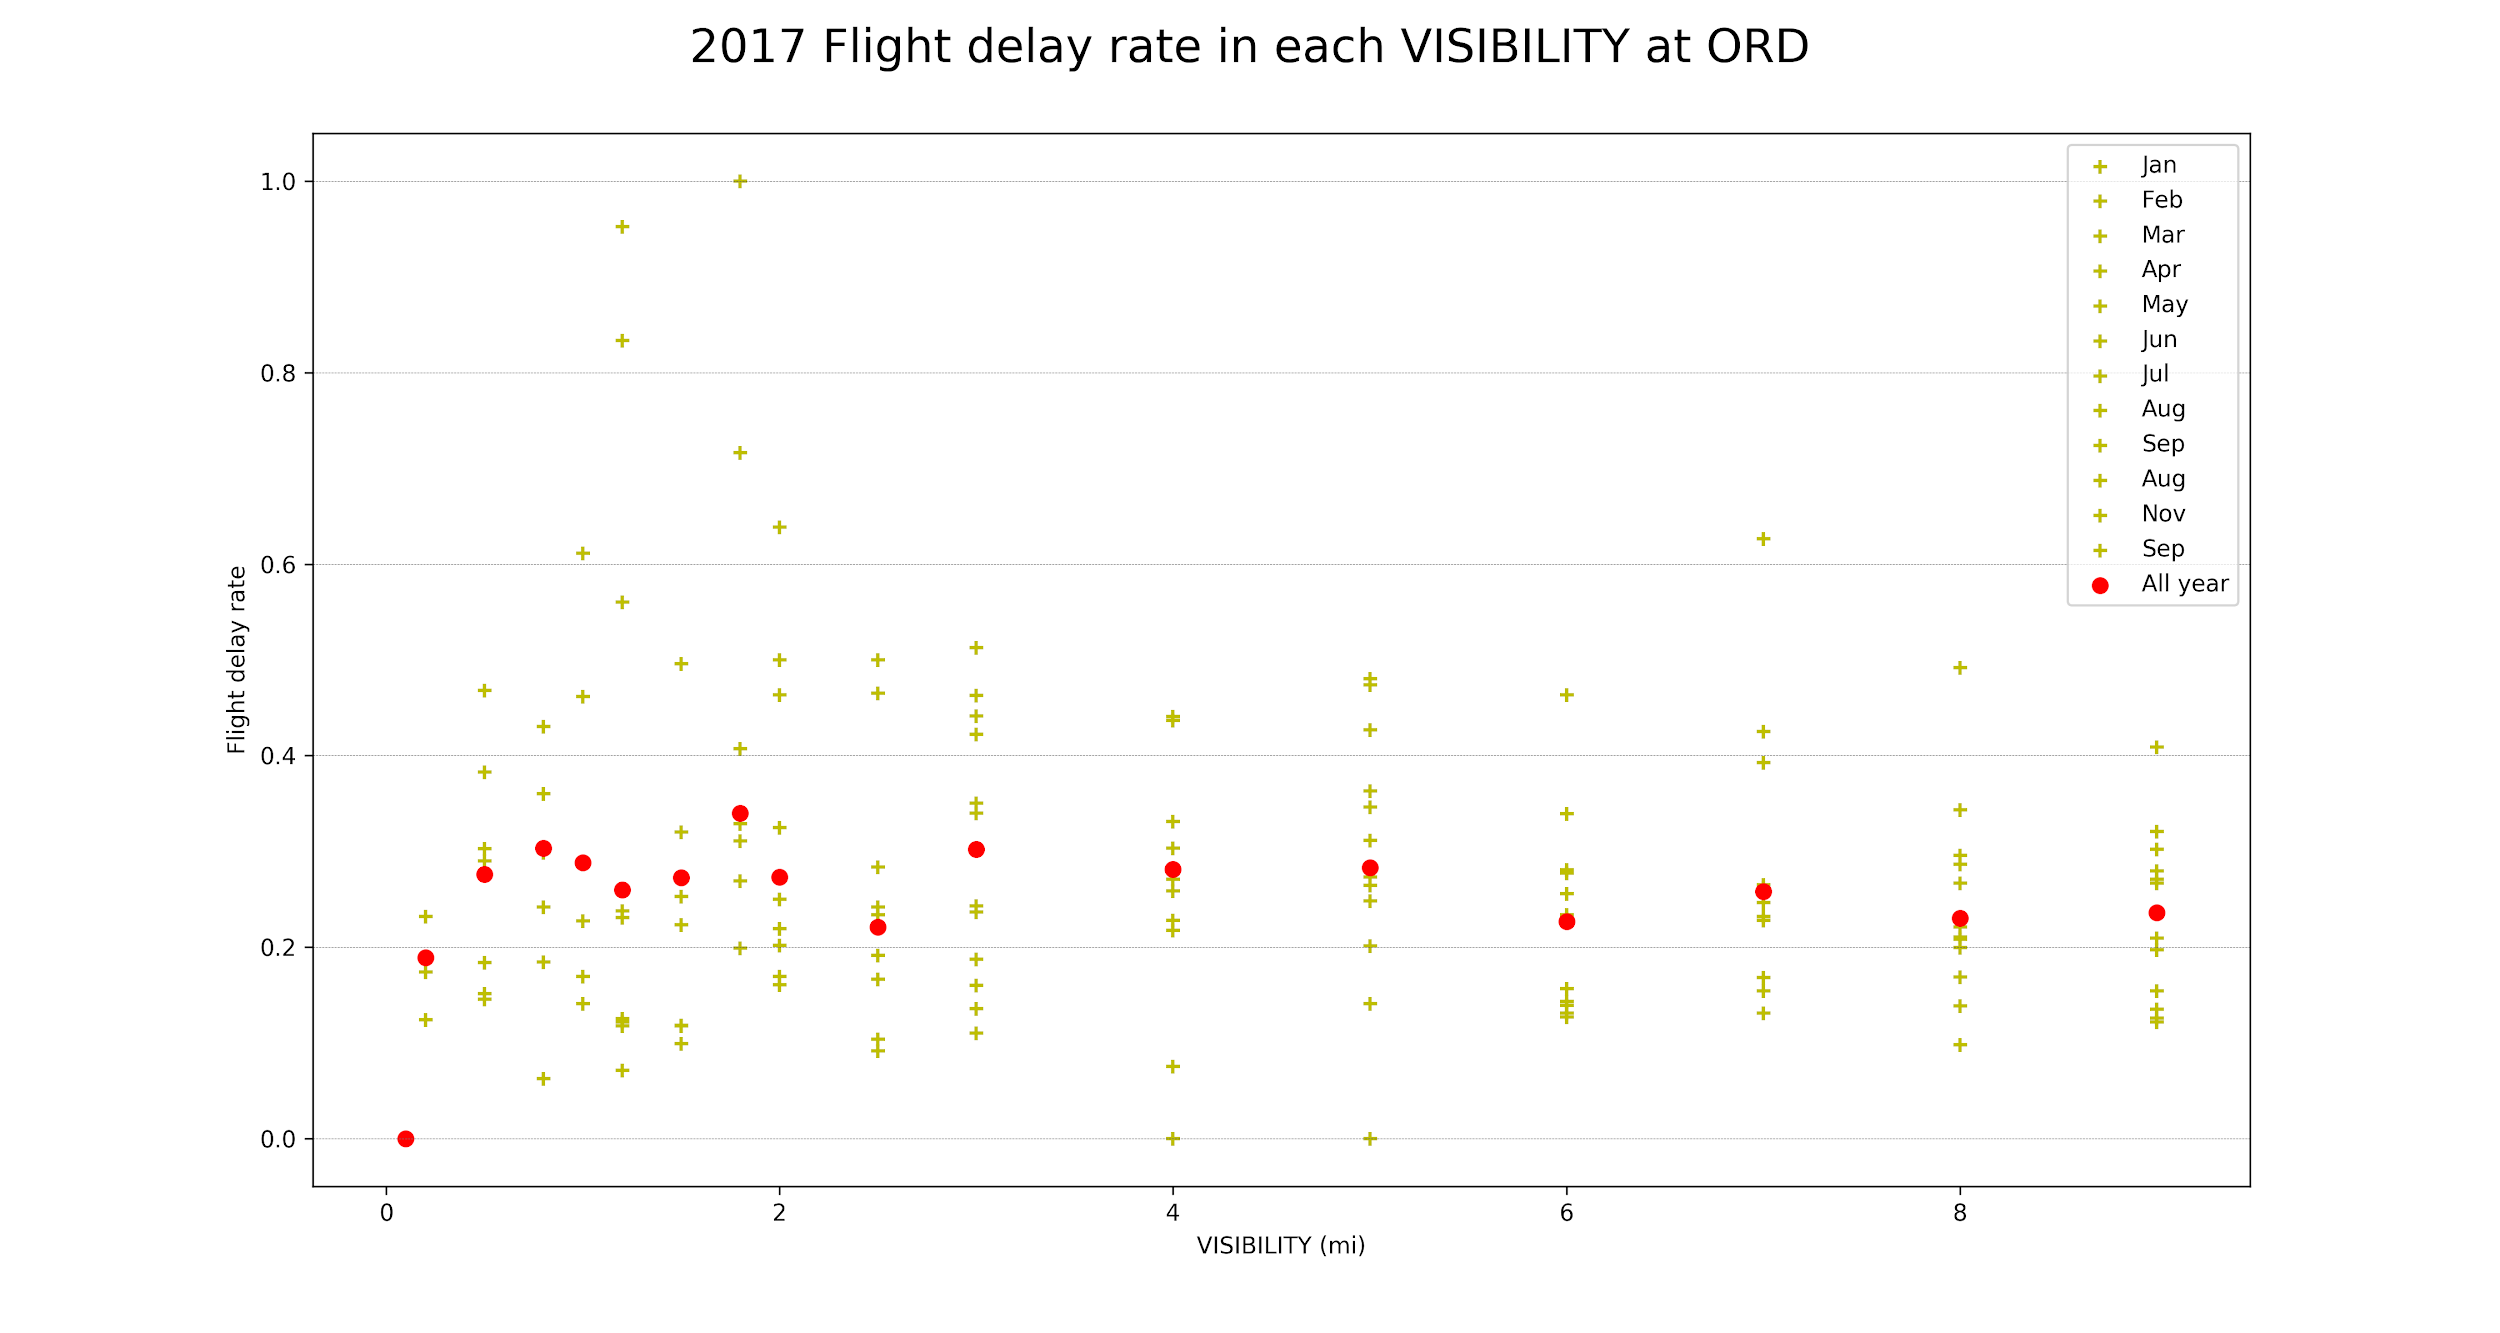 2017 Flight delay rate in each VISIBILITY at ORD
1.0
0.8
0.6
0.4
0.2
0.0
Flight delay rate
0
2
4
6
8
VISIBILITY (mi)
Jan
Feb
Mar
Apr
May
Jun
Jul
Aug
Sep
Aug
Nov
Sep
All year